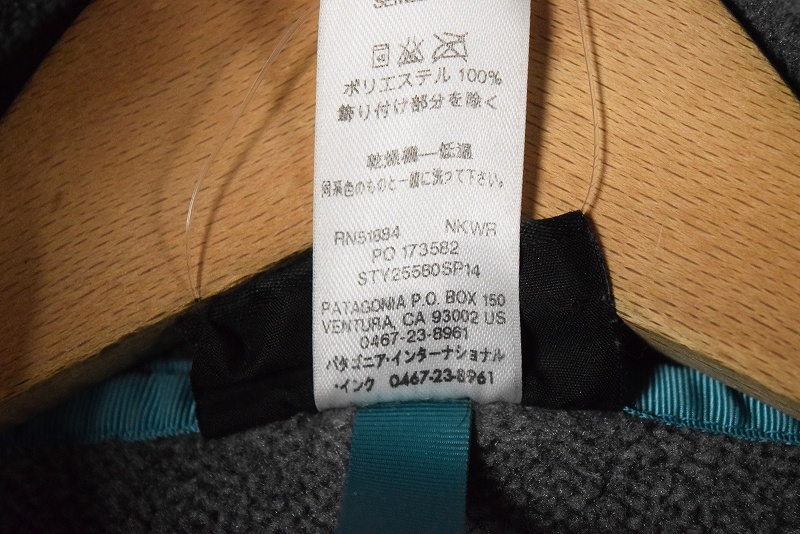 ポリエステル 100%
飾り付け部分を除く
乾燥機—低温
同系色のものと一緒に洗って下さい。
RN51884 NKWR
PO 173582
STY25580SP14
PATAGONIA P.O. BOX 150
VENTURA, CA 93002 US
0467-23-8961
パタゴニア・インターナショナル
・インク 0467-23-8961